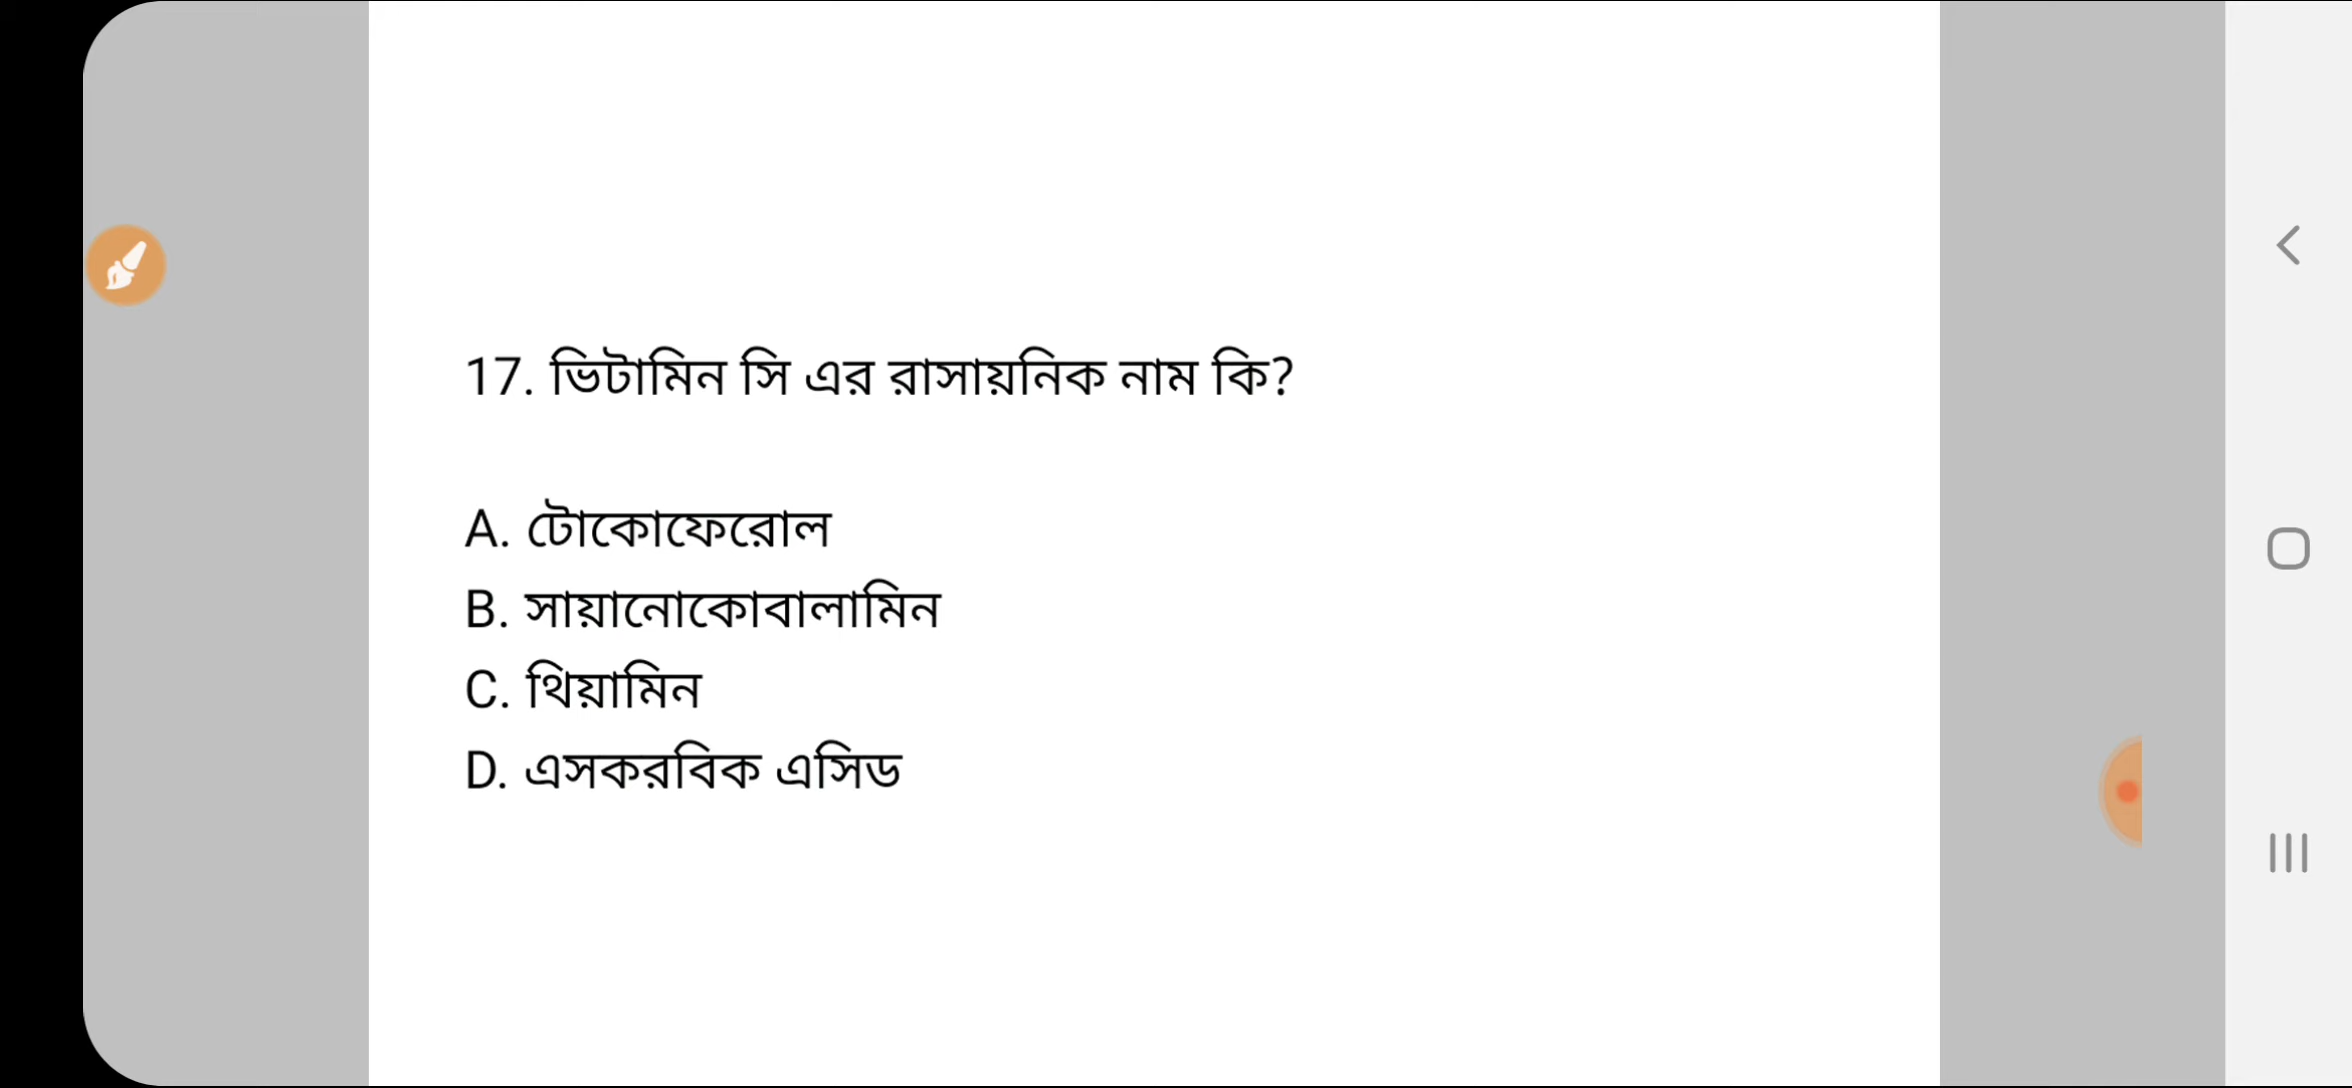 17. ভিটামিন সি এর রাসায়নিক নাম কি?
A. টোকোফেরোল
B. সায়ানোকোবালামিন
C. থিয়ামিন
D. এসকরবিক এসিড